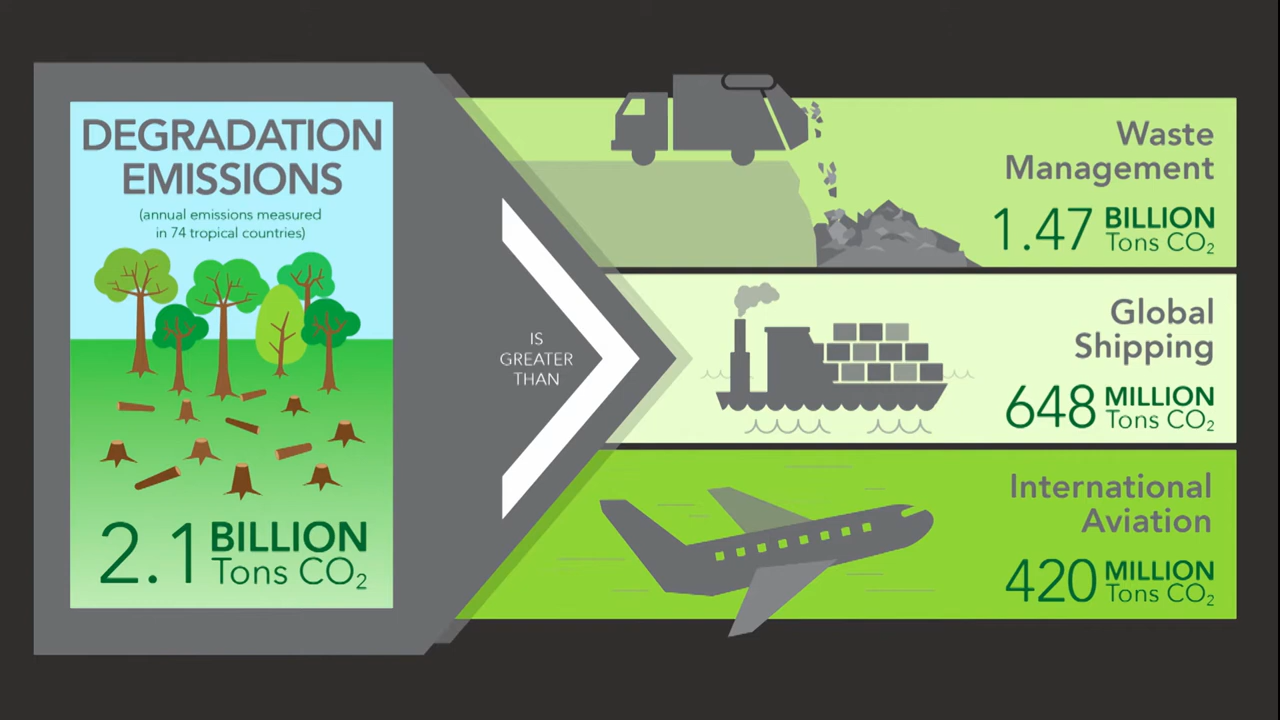 DEGRADATION
EMISSIONS
(annual emissions measured
in 74 tropical countries)
2.1 BILLION
Tons CO₂
IS
GREATER
THAN
Waste
Management
1.47 BILLION
Tons CO₂
Global
Shipping
648 MILLION
Tons CO₂
International
Aviation
420 MILLION
Tons CO₂